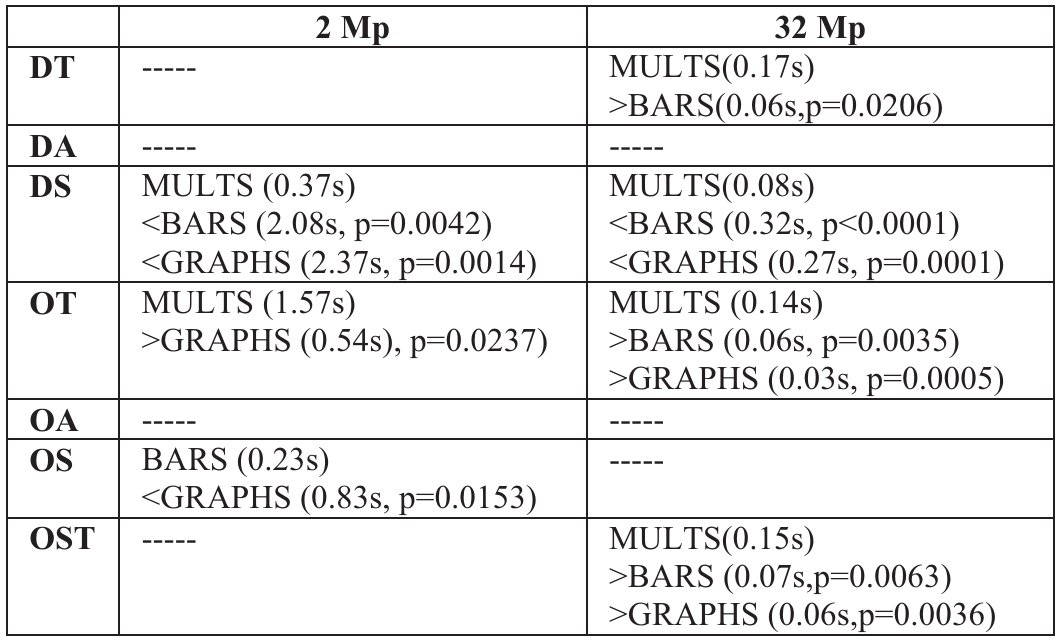 2 Mp 32 Mp
DT ----- MULTS(0.17s)
>BARS(0.06s,p=0.0206)
DA ----- -----
DS MULTS (0.37s) MULTS(0.08s)
<BARS (2.08s, p=0.0042) <BARS (0.32s, p<0.0001)
<GRAPHS (2.37s, p=0.0014) <GRAPHS (0.27s, p=0.0001)
OT MULTS (1.57s) MULTS (0.14s)
>GRAPHS (0.54s), p=0.0237) >BARS (0.06s, p=0.0035)
>GRAPHS (0.03s, p=0.0005)
OA ----- -----
OS BARS (0.23s) -----
<GRAPHS (0.83s, p=0.0153)
OST ----- MULTS(0.15s)
>BARS (0.07s,p=0.0063)
>GRAPHS (0.06s,p=0.0036)